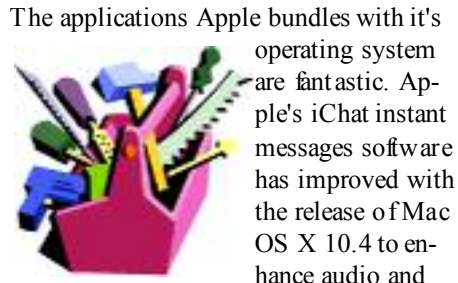 The applications Apple bundles with it's
operating system
are fantastic. Ap-
ple's iChat instant
messages software
has improved with
the release of Mac
OS X 10.4 to en-
hance audio and